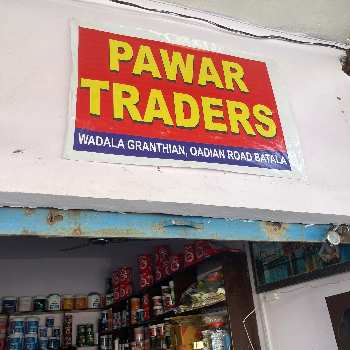 PAWAR
TRADERS
WADALA GRANTHIAN, QADIAN ROAD BATALA